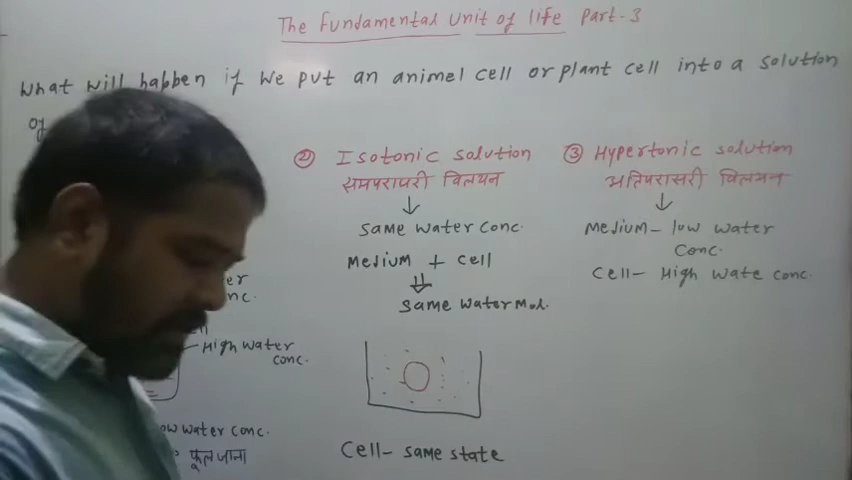 The Fundamental Unit of life Part-3
What will habben if we put an animel cell or plant cell into a solution
of
② Isotonic solution
समपरासरी विलयन
↓
same water conc.
Medium + cell
⇓
same water Mol.
Cell- same state
③ Hypertonic solution
अतिपरासरी विलयन
↓
Medium- low water
conc.
Cell- High wate conc.
High water
conc.
ow water conc.
फूल जाना